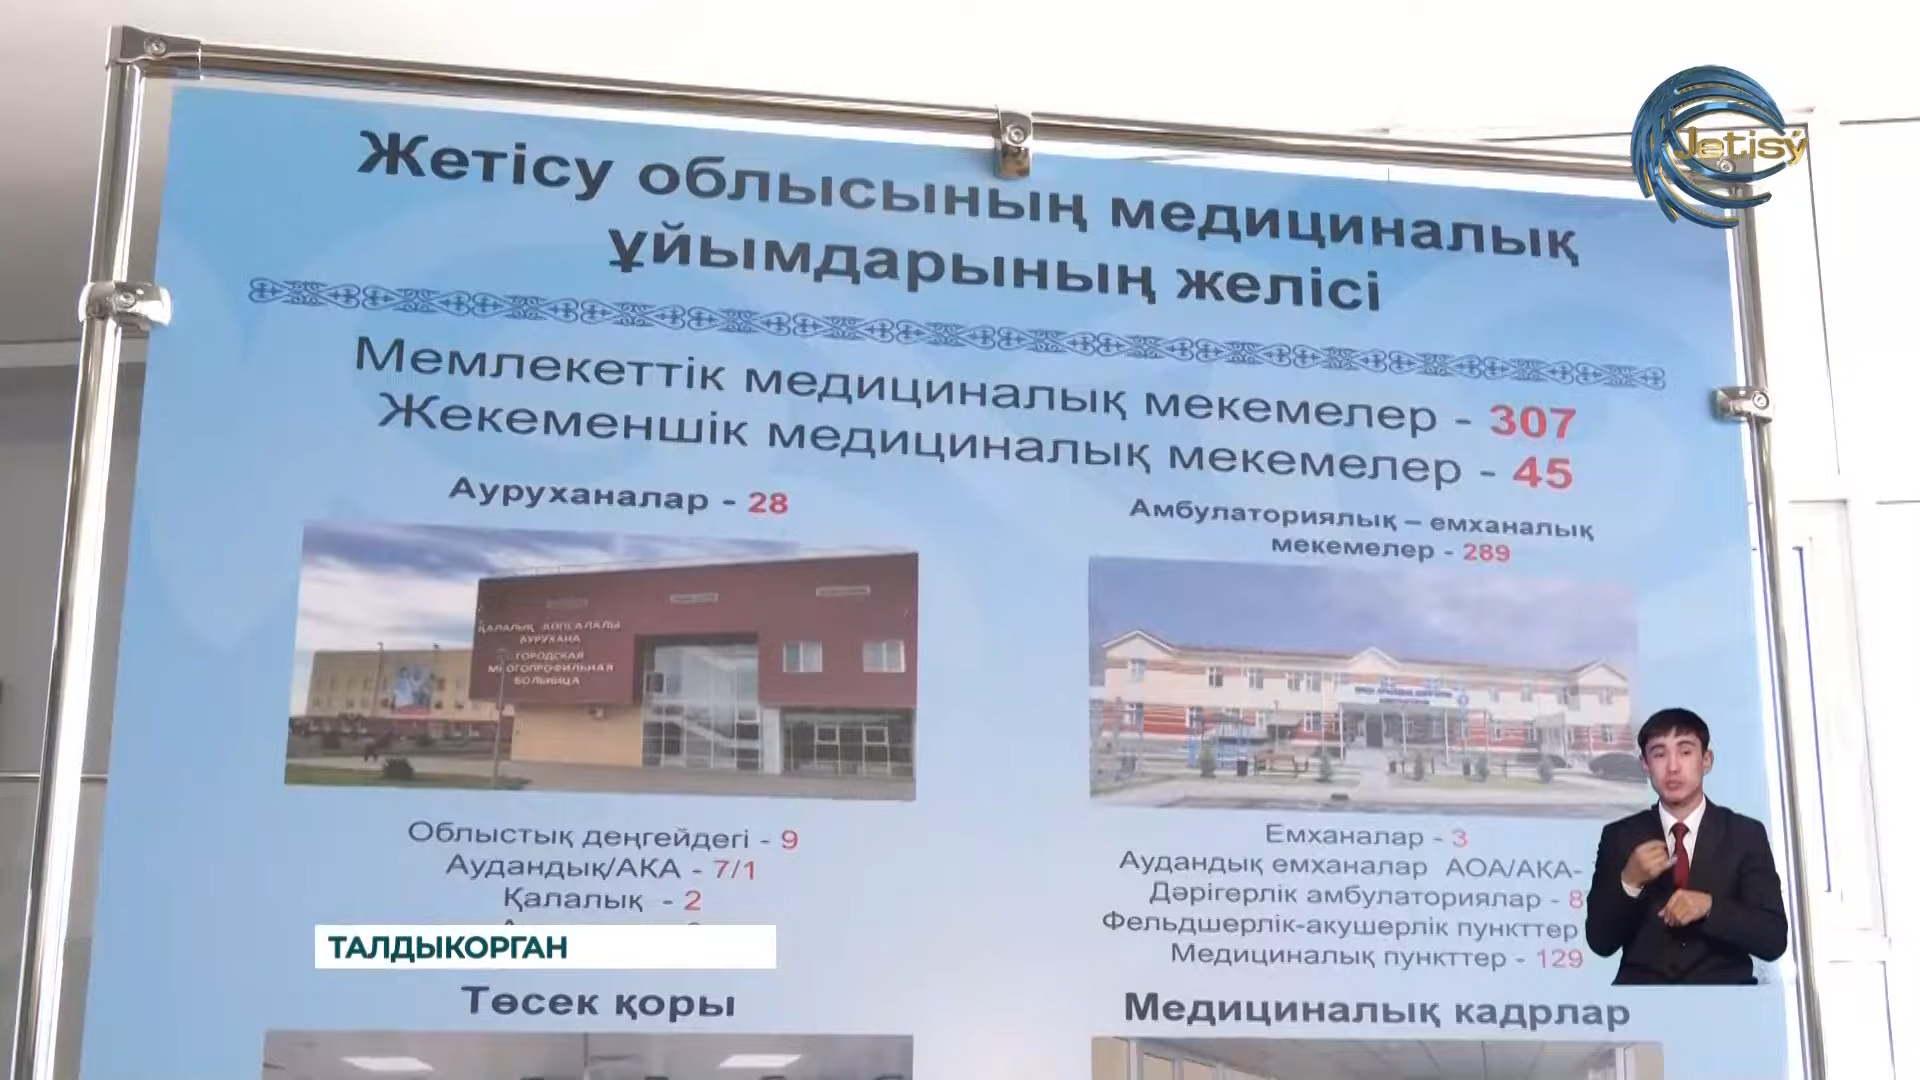 Jetisý
Жетісу облысының медициналық
ұйымдарының желісі
Мемлекеттік медициналық мекемелер - 307
Жекеменшік медициналық мекемелер - 45
Ауруханалар - 28
ҚАЛАЛЫҚ КӨПСАЛАЛЫ
АУРУХАНА
ГОРОДСКАЯ
МНОГОПРОФИЛЬНАЯ
БОЛЬНИЦА
Облыстық деңгейдегі - 9
Аудандық/АКА - 7/1
Қалалық - 2
Амбулаториялық – емханалық
мекемелер - 289
Емханалар - 3
Аудандық емханалар АОА/АКА-
Дәрігерлік амбулаториялар - 8
Фельдшерлік-акушерлік пункттер
Медициналық пункттер - 129
ТАЛДЫКОРГАН
Төсек қоры
Медициналық кадрлар